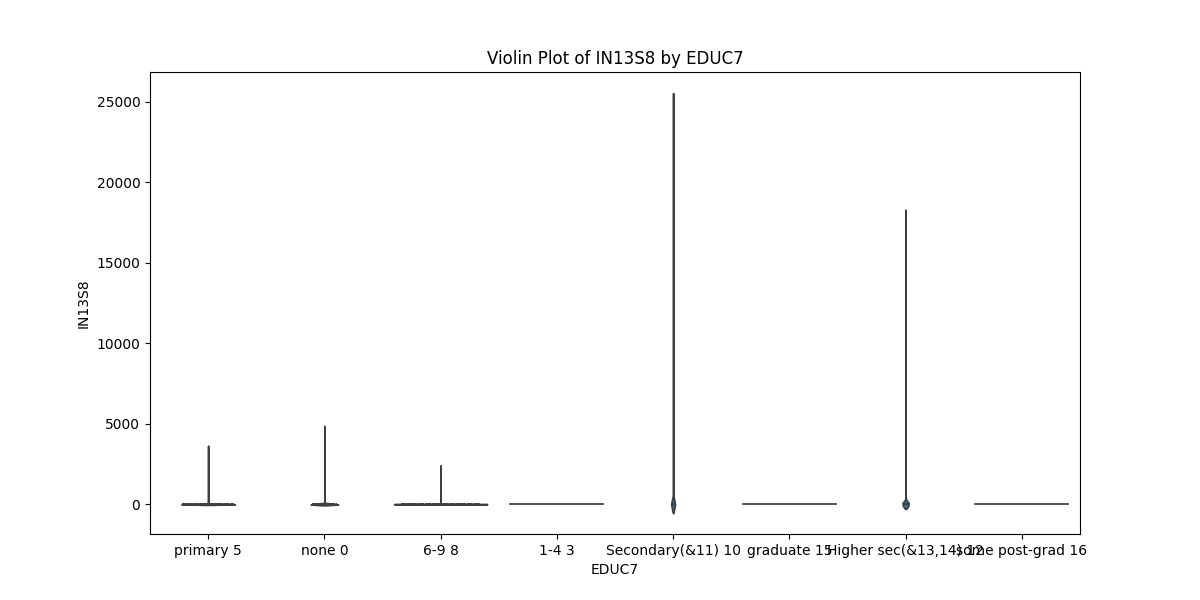 Violin Plot of IN13S8 by EDUC7
25000
20000
15000
10000
5000
0
IN13S8
primary 5
none 0
6-9 8
1-4 3
Secondary(&11) 10
graduate 15
Higher sec(&13,14) 12
some post-grad 16
EDUC7